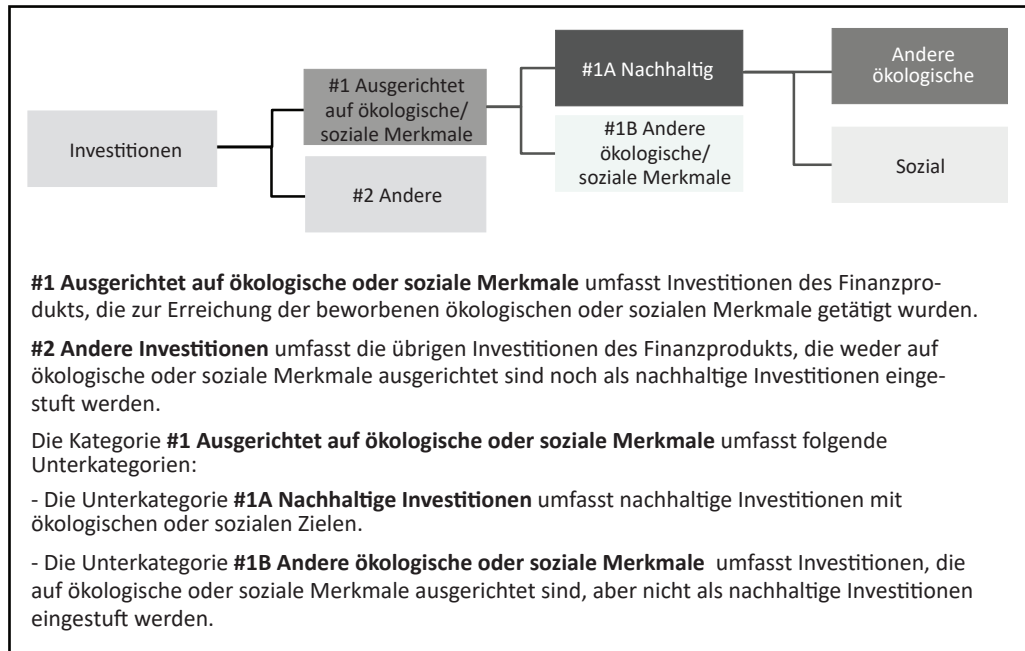 Investitionen
#1 Ausgerichtet
auf ökologische/
soziale Merkmale
#2 Andere
#1A Nachhaltig
#1B Andere
ökologische/
soziale Merkmale
Andere
ökologische
Sozial
#1 Ausgerichtet auf ökologische oder soziale Merkmale umfasst Investitionen des Finanzpro-
dukts, die zur Erreichung der beworbenen ökologischen oder sozialen Merkmale getätigt wurden.
#2 Andere Investitionen umfasst die übrigen Investitionen des Finanzprodukts, die weder auf
ökologische oder soziale Merkmale ausgerichtet sind noch als nachhaltige Investitionen einge-
stuft werden.
Die Kategorie #1 Ausgerichtet auf ökologische oder soziale Merkmale umfasst folgende
Unterkategorien:
- Die Unterkategorie #1A Nachhaltige Investitionen umfasst nachhaltige Investitionen mit
ökologischen oder sozialen Zielen.
- Die Unterkategorie #1B Andere ökologische oder soziale Merkmale umfasst Investitionen, die
auf ökologische oder soziale Merkmale ausgerichtet sind, aber nicht als nachhaltige Investitionen
eingestuft werden.